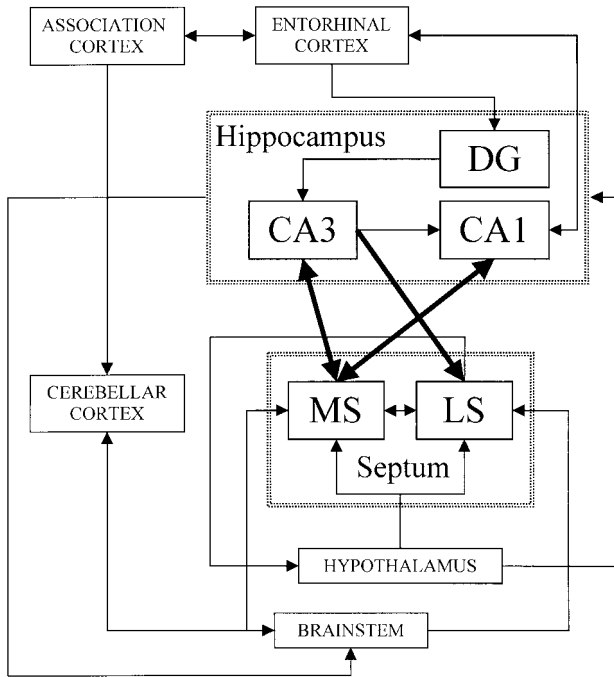 ASSOCIATION
CORTEX
ENTORHINAL
CORTEX
Hippocampus
DG
CA3
CA1
CEREBELLAR
CORTEX
MS
LS
Septum
HYPOTHALAMUS
BRAINSTEM